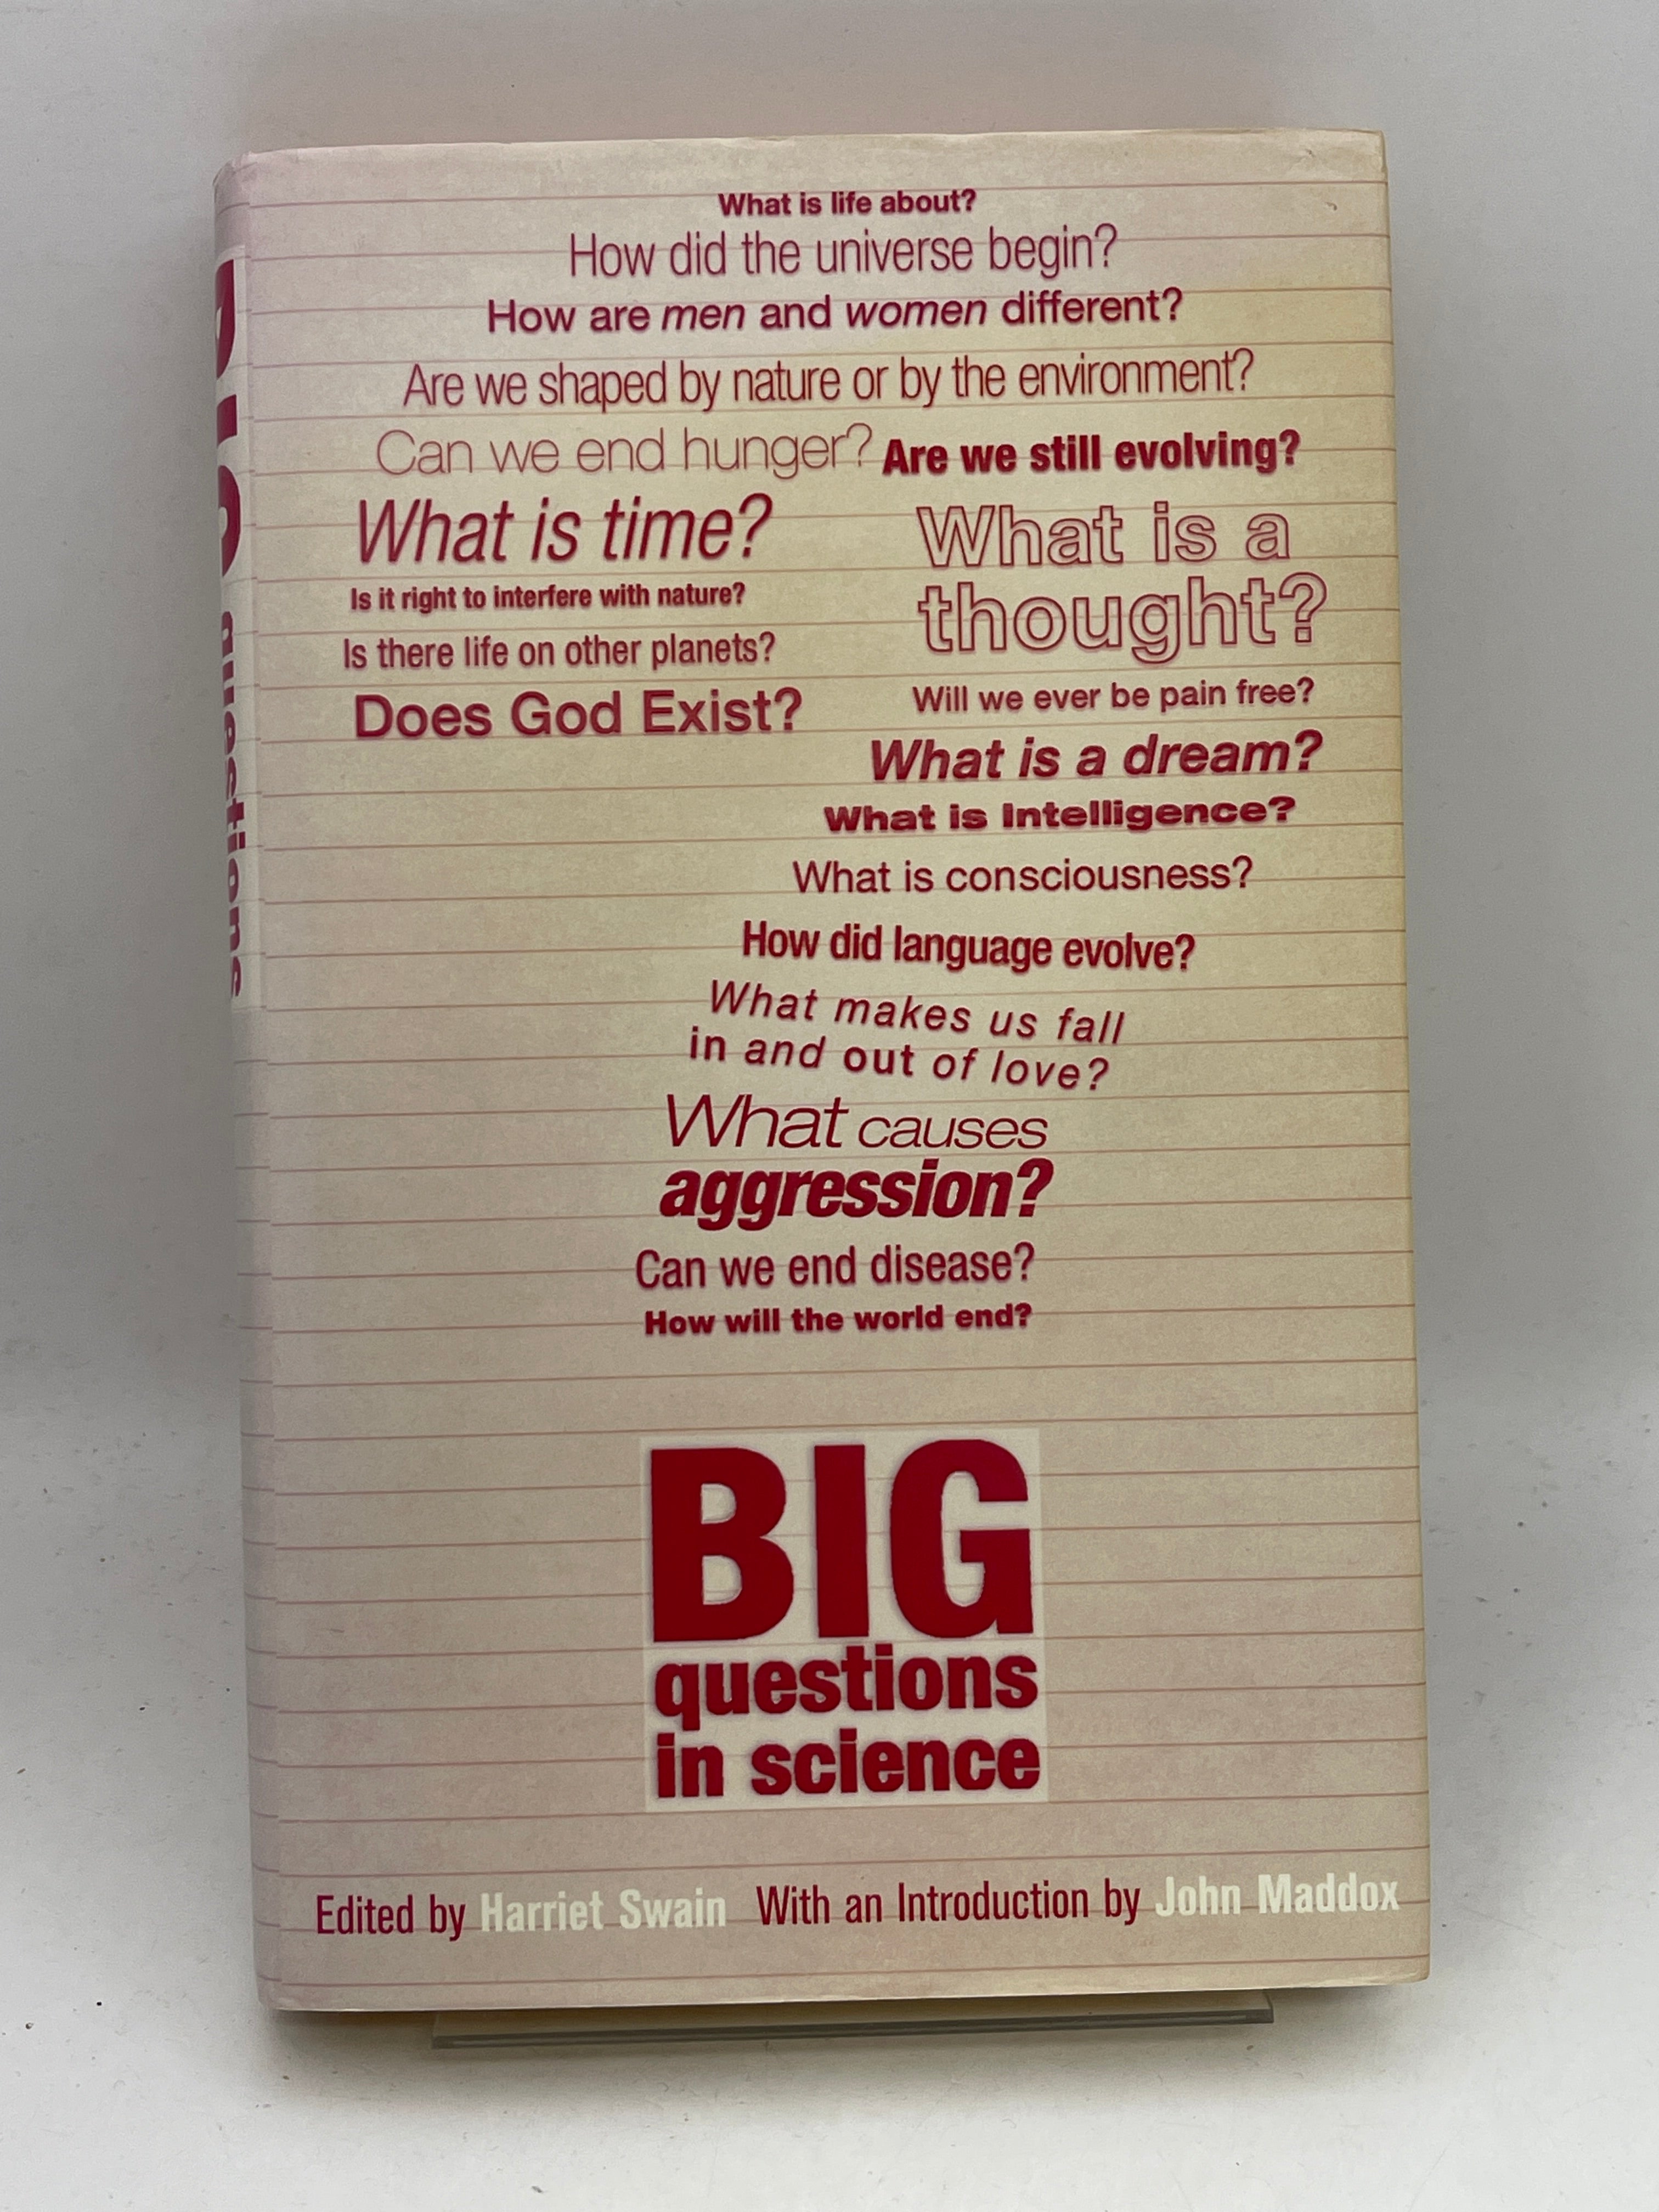 What is life about?
How did the universe begin?
How are men and women different?
Are we shaped by nature or by the environment?
Can we end hunger? Are we still evolving?
What is time?
Is it right to interfere with nature?
Is there life on other planets?
Does God Exist?
What is a
thought?
Will we ever be pain free?
What is a dream?
What is Intelligence?
What is consciousness?
How did language evolve?
What makes us fall
in and out of love?
What causes
aggression?
Can we end disease?
How will the world end?
BIG
questions
in science
Edited by Harriet Swain With an Introduction by John Maddox
BIG questions